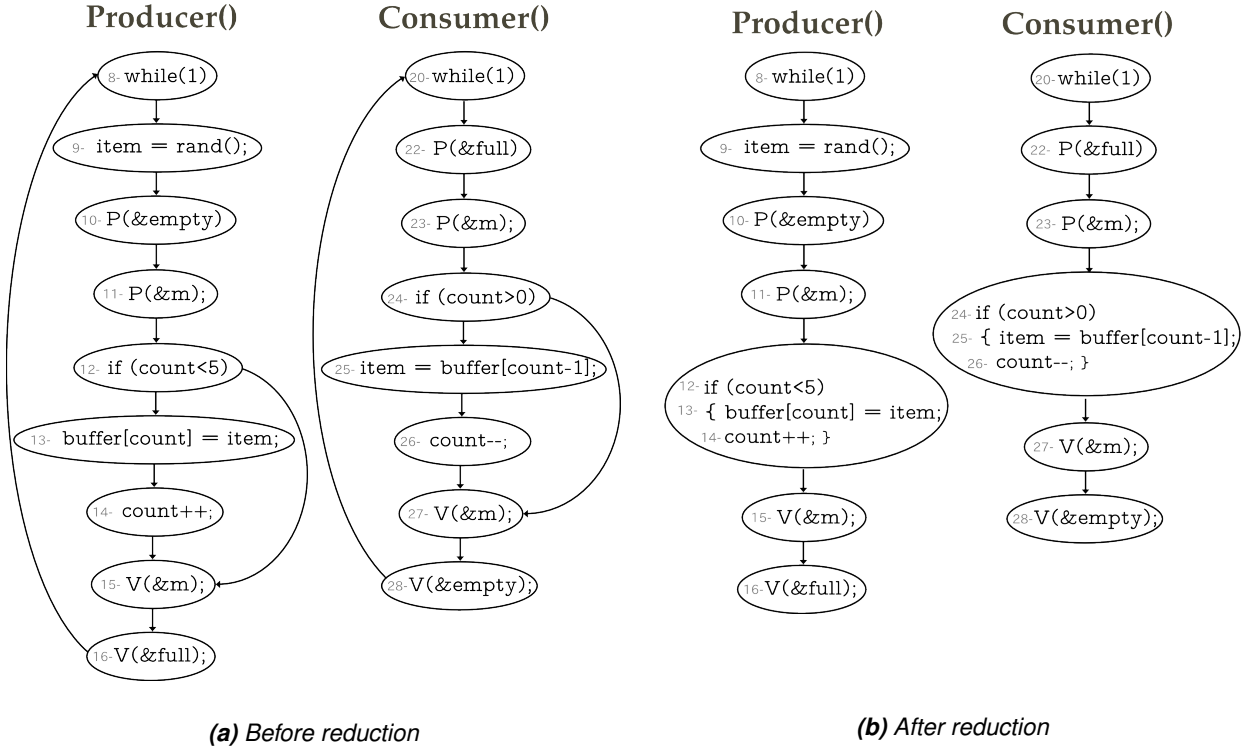 Producer()
8- while(1)
9- item = rand();
10- P(&empty)
11- P(&m);
12- if (count<5)
13- buffer[count] = item;
14- count++;
15- V(&m);
16- V(&full);
Consumer()
20- while(1)
22- P(&full)
23- P(&m);
24- if (count>0)
25- item = buffer[count-1];
26- count--;
27- V(&m);
28- V(&empty);
(a) Before reduction
Producer()
8- while(1)
9- item = rand();
10- P(&empty)
11- P(&m);
12- if (count<5)
13- { buffer[count] = item;
14- count++; }
15- V(&m);
16- V(&full);
Consumer()
20- while(1)
22- P(&full)
23- P(&m);
24- if (count>0)
25- { item = buffer[count-1];
26- count--; }
27- V(&m);
28- V(&empty);
(b) After reduction